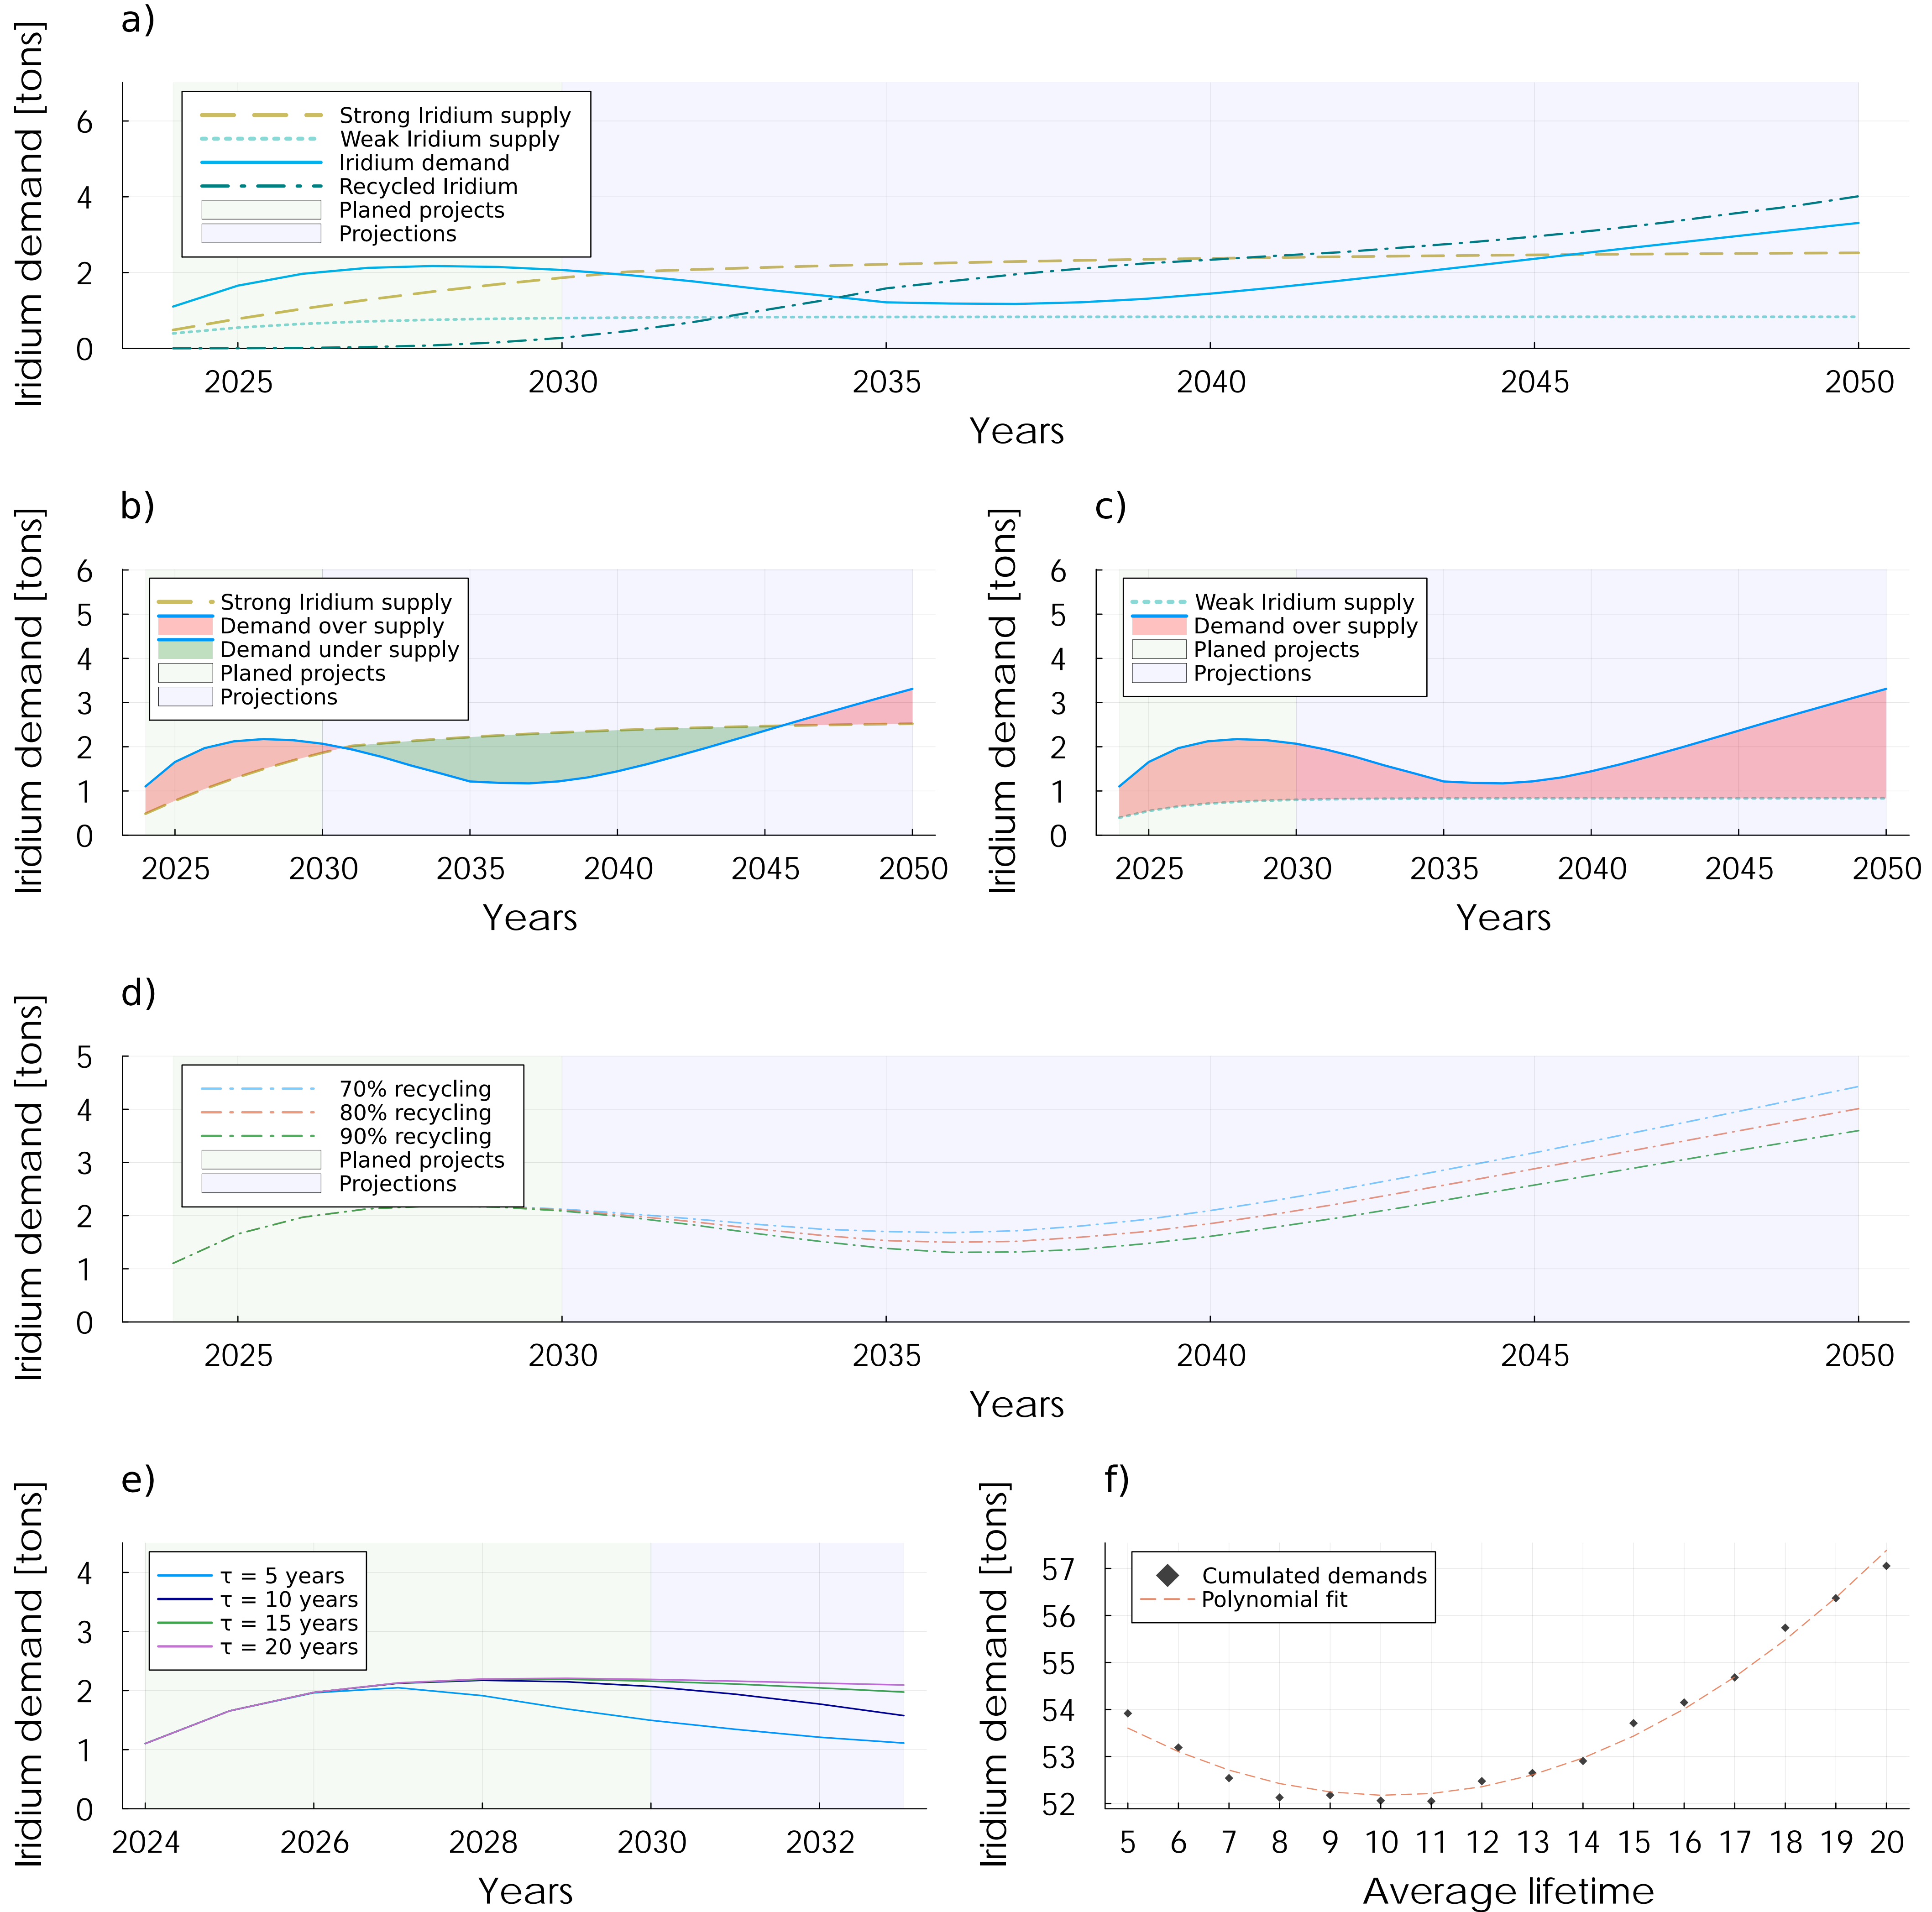 a)
Iridium demand [tons]
6
4
2
0
Strong Iridium supply
Weak Iridium supply
Iridium demand
Recycled Iridium
Planed projects
Projections
2025 2030 2035 2040 2045 2050
Years
b)
Iridium demand [tons]
6
5
4
3
2
1
0
Strong Iridium supply
Demand over supply
Demand under supply
Planed projects
Projections
2025 2030 2035 2040 2045 2050
Years
c)
Iridium demand [tons]
6
5
4
3
2
1
0
Weak Iridium supply
Demand over supply
Planed projects
Projections
2025 2030 2035 2040 2045 2050
Years
d)
Iridium demand [tons]
5
4
3
2
1
0
70% recycling
80% recycling
90% recycling
Planed projects
Projections
2025 2030 2035 2040 2045 2050
Years
e)
Iridium demand [tons]
4
3
2
1
0
τ = 5 years
τ = 10 years
τ = 15 years
τ = 20 years
2024 2026 2028 2030 2032
Years
f)
Iridium demand [tons]
57
56
55
54
53
52
Cumulated demands
Polynomial fit
5 6 7 8 9 10 11 12 13 14 15 16 17 18 19 20
Average lifetime